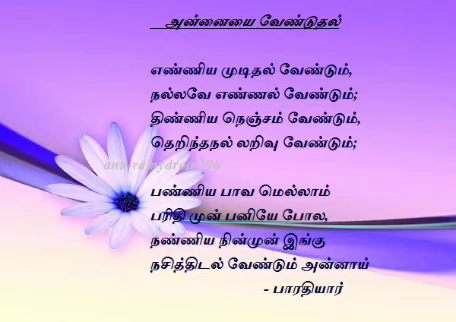 அன்னையை வேண்டுதல்
எண்ணிய முடிதல் வேண்டும்,
நல்லவே எண்ணல் வேண்டும்;
திண்ணிய நெஞ்சம் வேண்டும்,
தெறிந்தநல் லறிவு வேண்டும்;
பண்ணிய பாவ மெல்லாம்
பரிதி முன் பனியே போல,
நண்ணிய நின்முன் இங்கு
நசித்திடல் வேண்டும் அன்னாய்
- பாரதியார்